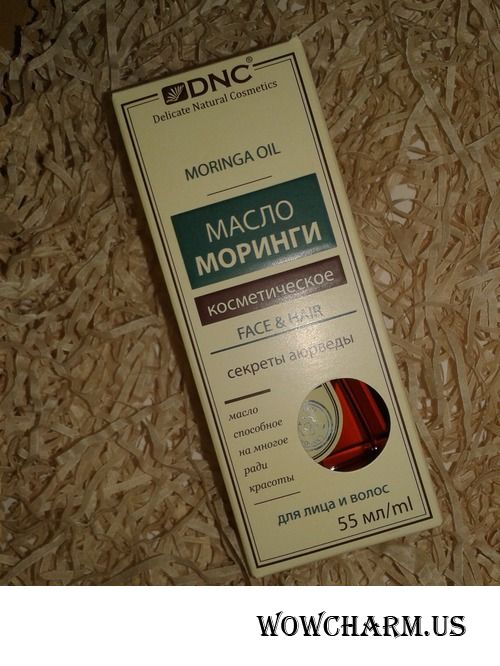 DNC®
Delicate Natural Cosmetics
MORINGA OIL
МАСЛО
МОРИНГИ
косметическое
FACE & HAIR
секреты аюрведы
масло
способное
на многое
ради
красоты
для лица и волос
55 мл/ml
WOWCHARM.US